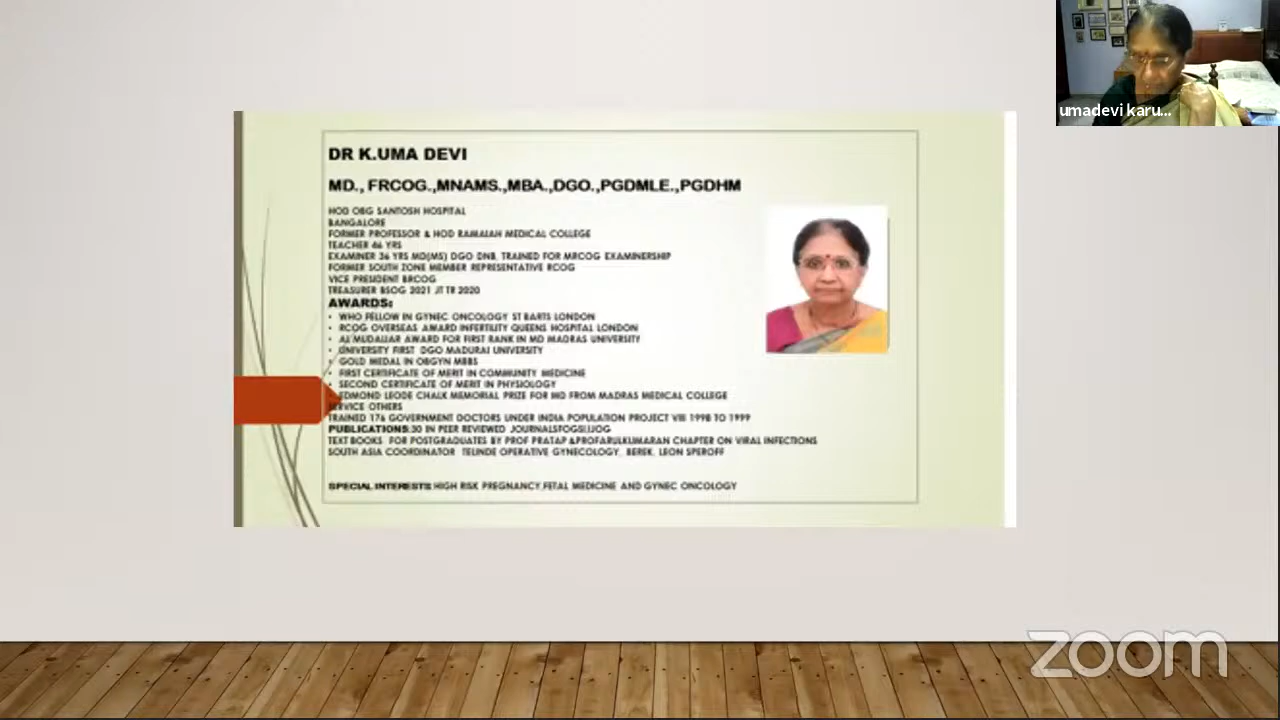 umadevi karu...
DR K.UMA DEVI
MD., FRCOG.,MNAMS.,MBA.,DGO.,PGDMLE.,PGDHM
HOD OBG SANTOSH HOSPITAL
BANGALORE
FORMER PROFESSOR & HOD RAMAIAH MEDICAL COLLEGE
TEACHER 46 YRS
EXAMINER 36 YRS MD(MS) DGO DNB, TRAINED FOR MRCOG EXAMINERSHIP
FORMER SOUTH ZONE MEMBER REPRESENTATIVE RCOG
VICE PRESIDENT BRCOG
TREASURER BSOG 2021 JT TR 2020
AWARDS:
• WHO FELLOW IN GYNEC ONCOLOGY ST BARTS LONDON
• RCOG OVERSEAS AWARD INFERTILITY QUEENS HOSPITAL LONDON
• AL MUDALIAR AWARD FOR FIRST RANK IN MD MADRAS UNIVERSITY
• UNIVERSITY FIRST DGO MADURAI UNIVERSITY
• GOLD MEDAL IN OBGYN MBBS
• FIRST CERTIFICATE OF MERIT IN COMMUNITY MEDICINE
• SECOND CERTIFICATE OF MERIT IN PHYSIOLOGY
EDMOND LEODE CHALK MEMORIAL PRIZE FOR MD FROM MADRAS MEDICAL COLLEGE
OTHERS
TRAINED 176 GOVERNMENT DOCTORS UNDER INDIA POPULATION PROJECT VIII 1998 TO 1999
PUBLICATIONS:30 IN PEER REVIEWED JOURNALSFOGSI,IJOG
TEXT BOOKS FOR POSTGRADUATES BY PROF PRATAP &PROFARULKUMARAN CHAPTER ON VIRAL INFECTIONS
SOUTH ASIA COORDINATOR TELINDE OPERATIVE GYNECOLOGY, BEREK, LEON SPEROFF
SPECIAL INTERESTS HIGH RISK PREGNANCY,FETAL MEDICINE AND GYNEC ONCOLOGY
zoom